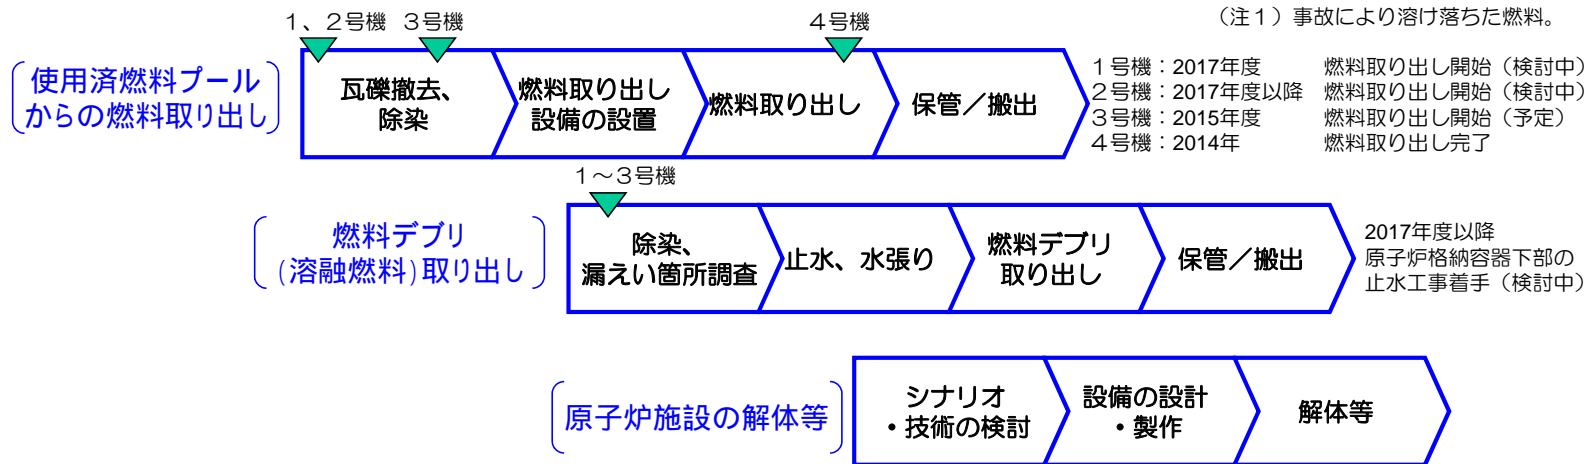 （注１）事故により溶け落ちた燃料。
１、２号機
３号機
４号機
使用済燃料プール
からの燃料取り出し
瓦礫撤去、
除染
燃料取り出し
設備の設置
燃料取り出し
保管／搬出
１号機：2017年度　燃料取り出し開始（検討中）
２号機：2017年度以降　燃料取り出し開始（検討中）
３号機：2015年度　燃料取り出し開始（予定）
４号機：2014年　燃料取り出し完了
１～３号機
燃料デブリ
(溶融燃料)取り出し
除染、
漏えい箇所調査
止水、水張り
燃料デブリ
取り出し
保管／搬出
2017年度以降
原子炉格納容器下部の
止水工事着手（検討中）
原子炉施設の解体等
シナリオ
・技術の検討
設備の設計
・製作
解体等